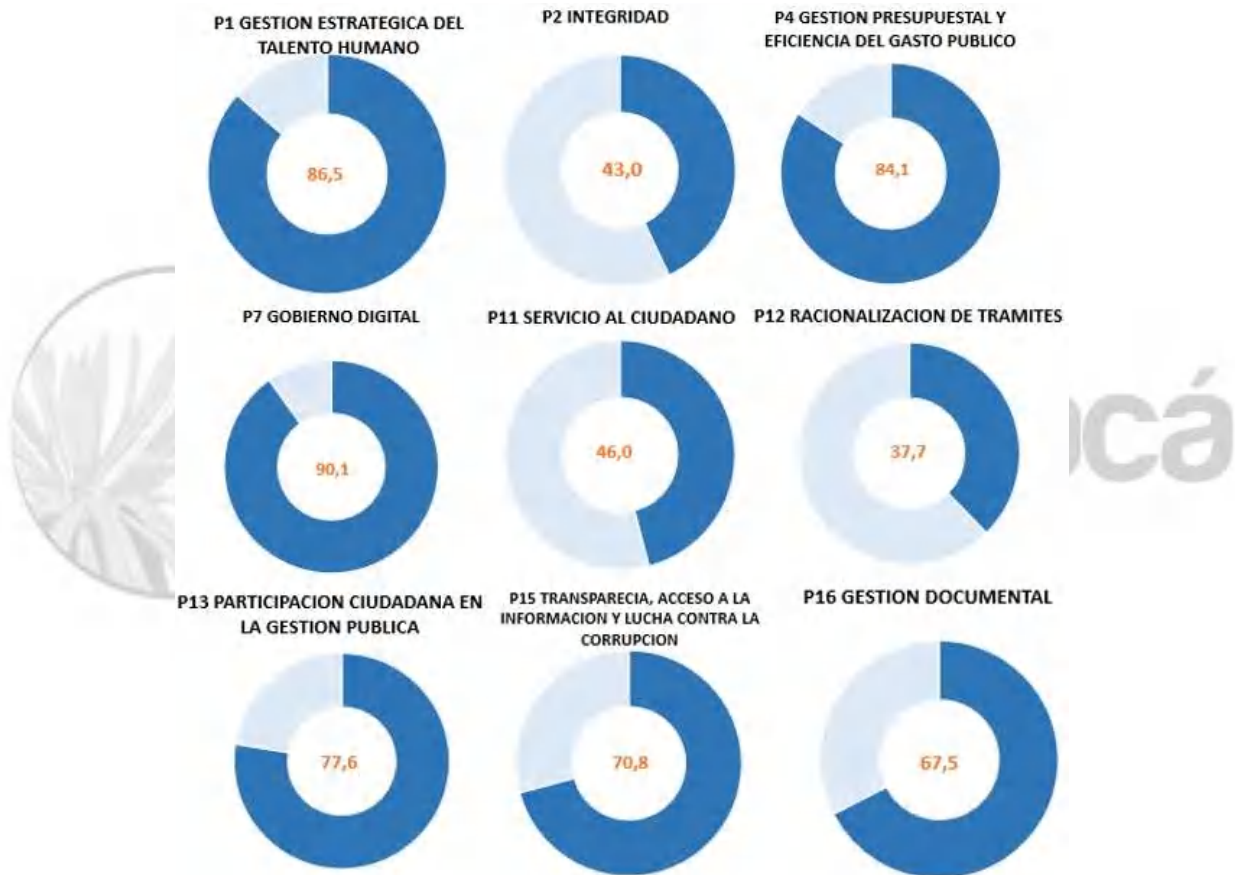 P1 GESTION ESTRATEGICA DEL
TALENTO HUMANO
86,5
P2 INTEGRIDAD
43,0
P4 GESTION PRESUPUESTAL Y
EFICIENCIA DEL GASTO PUBLICO
84,1
P7 GOBIERNO DIGITAL
90,1
P11 SERVICIO AL CIUDADANO
46,0
P12 RACIONALIZACION DE TRAMITES
37,7
P13 PARTICIPACION CIUDADANA EN
LA GESTION PUBLICA
77,6
P15 TRANSPARECIA, ACCESO A LA
INFORMACION Y LUCHA CONTRA LA
CORRUPCION
70,8
P16 GESTION DOCUMENTAL
67,5